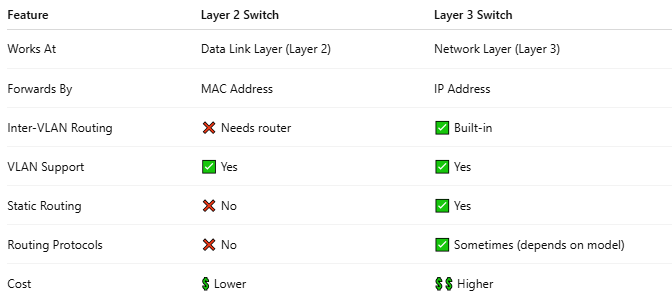 Feature Layer 2 Switch Layer 3 Switch
Works At Data Link Layer (Layer 2) Network Layer (Layer 3)
Forwards By MAC Address IP Address
Inter-VLAN Routing ❌ Needs router ✅ Built-in
VLAN Support ✅ Yes ✅ Yes
Static Routing ❌ No ✅ Yes
Routing Protocols ❌ No ✅ Sometimes (depends on model)
Cost 💲 Lower 💲💲 Higher